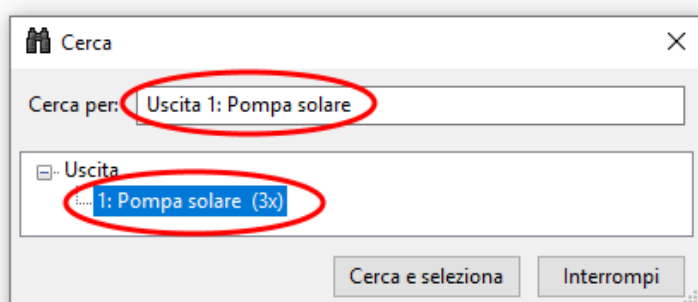 Cerca
Cerca per: Uscita 1: Pompa solare
Uscita
1: Pompa solare (3x)
Cerca e seleziona Interrompi